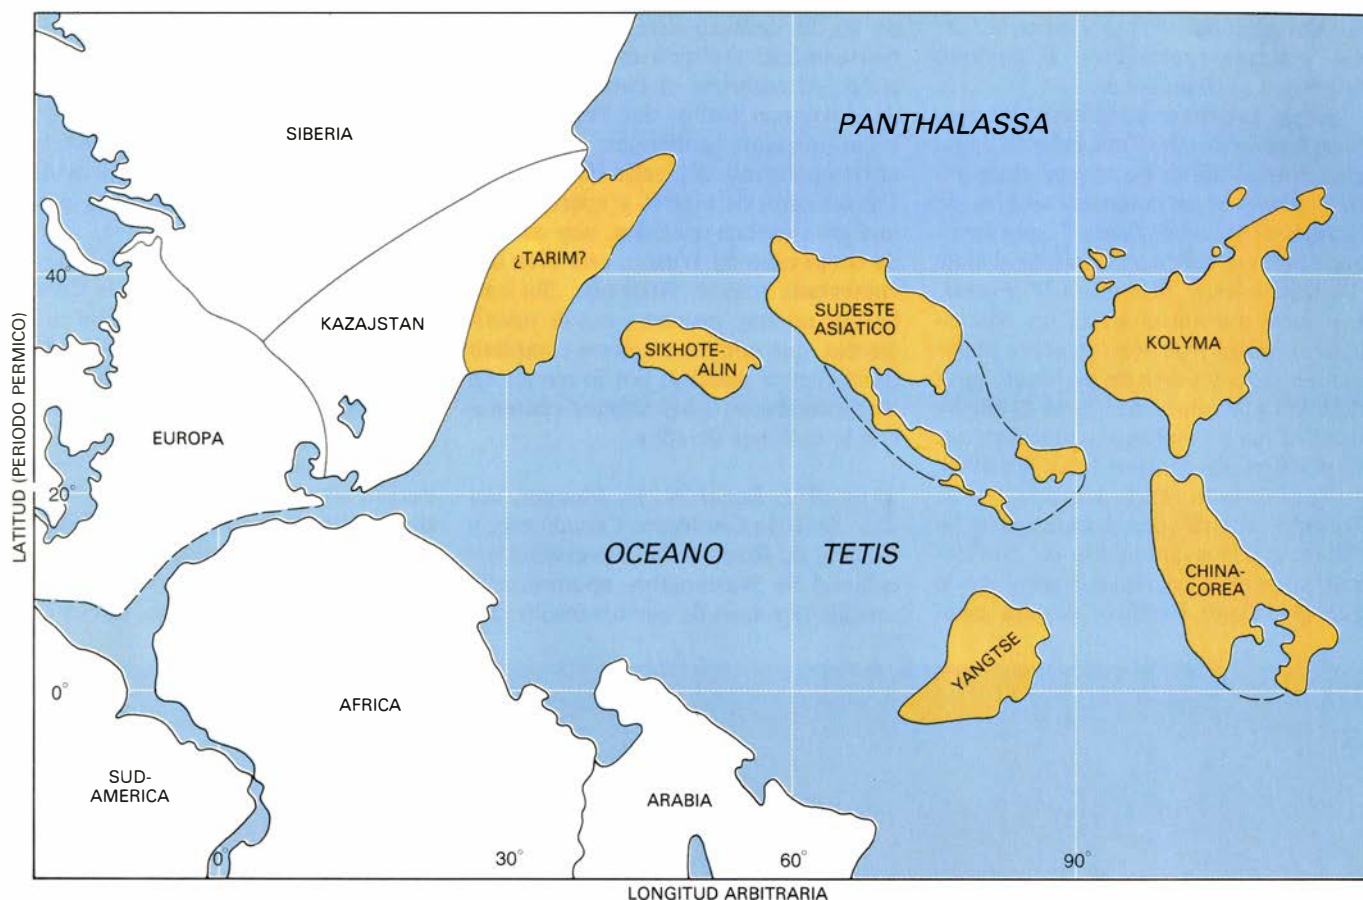 PANTHALASSA
SIBERIA
¿TARIM?
40°
SUDESTE
ASIATICO
KAZAJSTAN
SIKHOTE-
ALIN
KOLYMA
EUROPA
LATITUD (PERIODO PERMICO)
20°
OCEANO TETIS
CHINA-
COREA
YANGTSE
0°
AFRICA
SUD-
AMERICA
ARABIA
0°
30°
60°
90°
LONGITUD ARBITRARIA